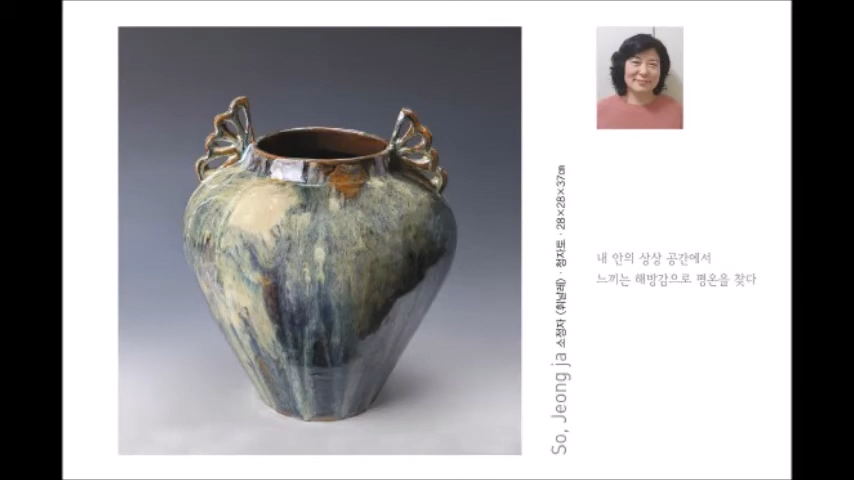 So, Jeong ja 소정자 〈휘날레〉 · 청자토 · 28×28×37㎝
내 안의 상상 공간에서
느끼는 해방감으로 평온을 찾다